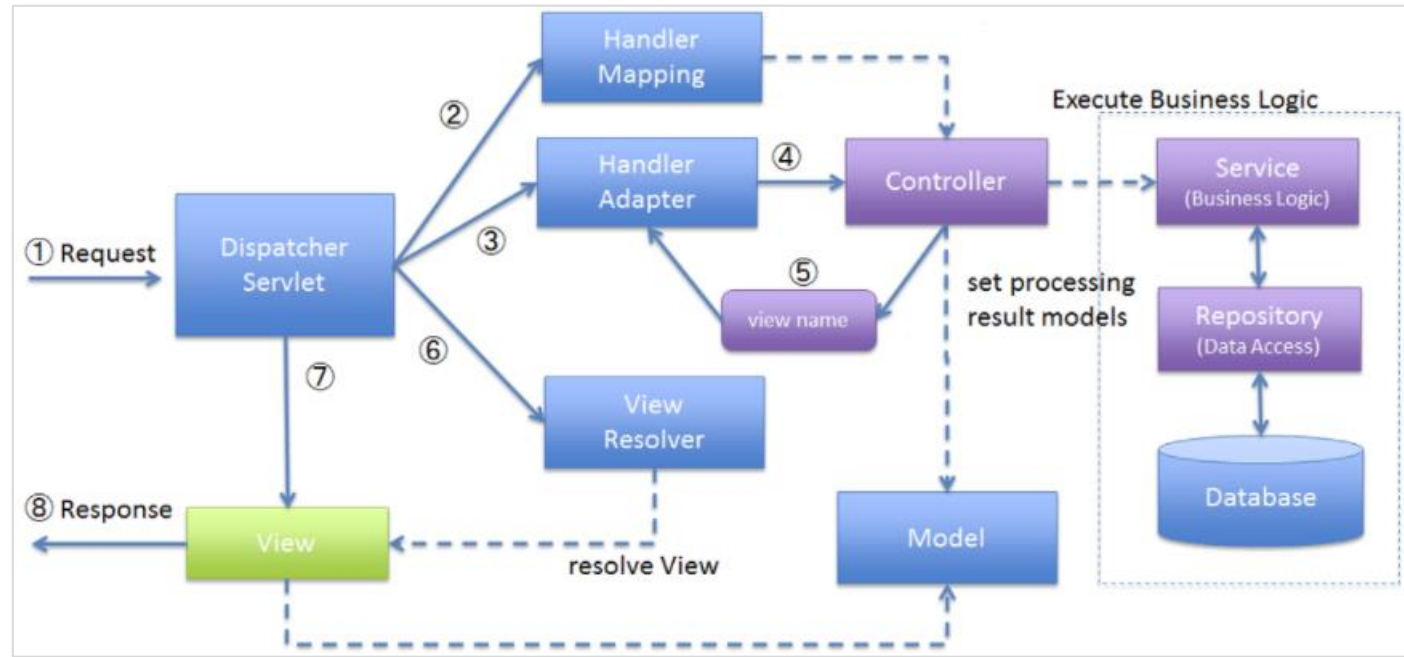 Handler
Mapping
②
Execute Business Logic
Handler
Adapter
④
Controller
Service
(Business Logic)
① Request
Dispatcher
Servlet
③
⑤
view name
set processing
result models
Repository
(Data Access)
⑥
⑦
View
Resolver
⑧ Response
View
resolve View
Model
Database